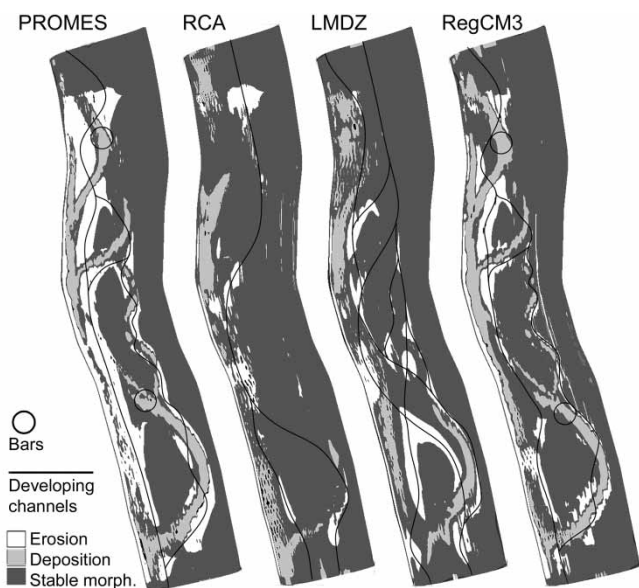 PROMES
RCA
LMDZ
RegCM3
Bars
Developing
channels
Erosion
Deposition
Stable morph.